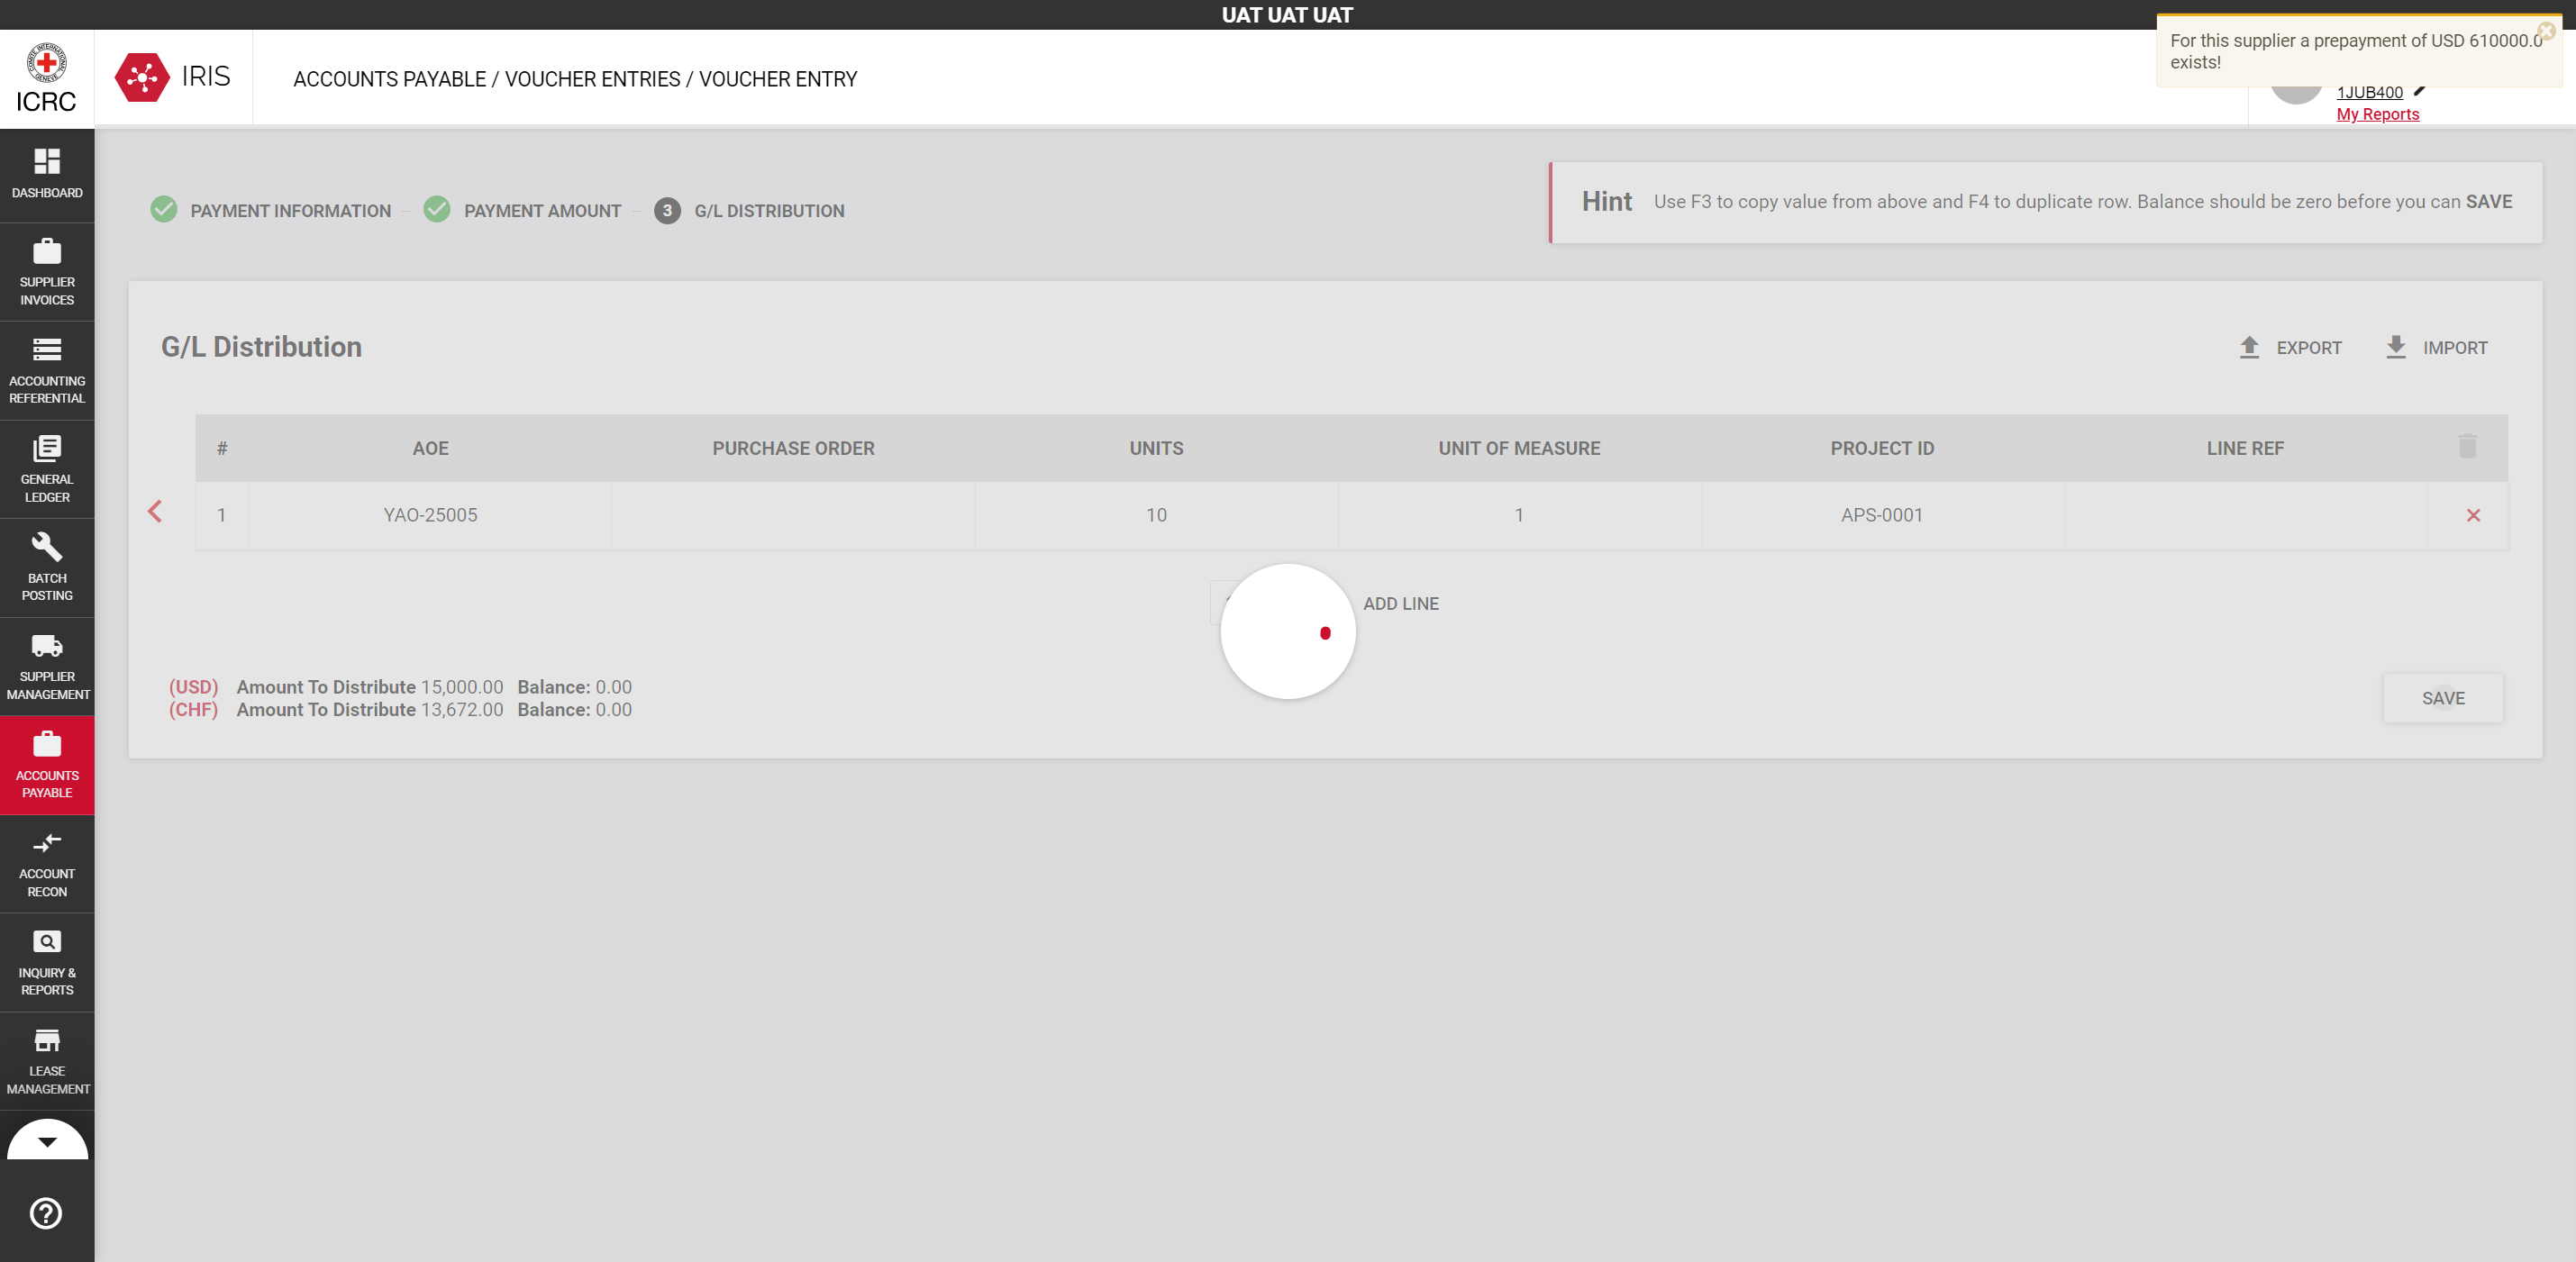 UAT UAT UAT
For this supplier a prepayment of USD 610000.0
exists!
ICRC
IRIS
ACCOUNTS PAYABLE / VOUCHER ENTRIES / VOUCHER ENTRY
1JUB400
My Reports
DASHBOARD
SUPPLIER
INVOICES
ACCOUNTING
REFERENTIAL
GENERAL
LEDGER
BATCH
POSTING
SUPPLIER
MANAGEMENT
ACCOUNTS
PAYABLE
ACCOUNT
RECON
INQUIRY &
REPORTS
LEASE
MANAGEMENT
PAYMENT INFORMATION
PAYMENT AMOUNT
3 G/L DISTRIBUTION
Hint Use F3 to copy value from above and F4 to duplicate row. Balance should be zero before you can SAVE
G/L Distribution
EXPORT IMPORT
# AOE PURCHASE ORDER UNITS UNIT OF MEASURE PROJECT ID LINE REF
1 YAO-25005 10 1 APS-0001
ADD LINE
(USD) Amount To Distribute 15,000.00 Balance: 0.00
(CHF) Amount To Distribute 13,672.00 Balance: 0.00
SAVE